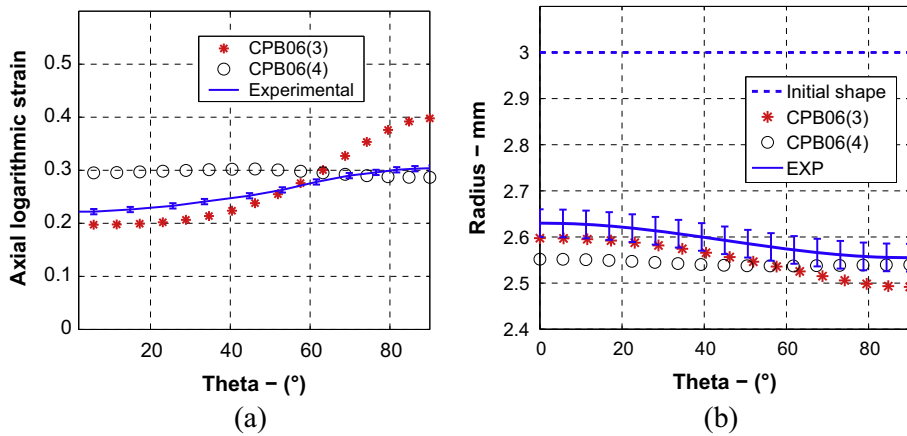 0.5
0.4
0.3
0.2
0.1
0
Axial logarithmic strain
CPB06(3)
CPB06(4)
Experimental
20
40
60
80
Theta − (°)
(a)
3
2.9
2.8
2.7
2.6
2.5
2.4
Radius − mm
Initial shape
CPB06(3)
CPB06(4)
EXP
0
20
40
60
80
Theta − (°)
(b)